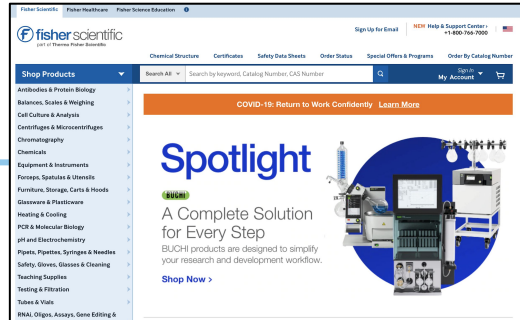 Fisher Scientific Fisher Healthcare Fisher Science Education
fisher scientific
part of Thermo Fisher Scientific
Sign Up for Email
NEW Help & Support Center ›
+1-800-766-7000
Chemical Structure Certificates Safety Data Sheets Order Status Special Offers & Programs Order By Catalog Number
Shop Products
Search All Search by keyword, Catalog Number, CAS Number
Sign In
My Account
Antibodies & Protein Biology
Balances, Scales & Weighing
Cell Culture & Analysis
Centrifuges & Microcentrifuges
Chromatography
Chemicals
Equipment & Instruments
Forceps, Spatulas & Utensils
Furniture, Storage, Carts & Hoods
Glassware & Plasticware
Heating & Cooling
PCR & Molecular Biology
pH and Electrochemistry
Pipets, Pipettes, Syringes & Needles
Safety, Gloves, Glasses & Cleaning
Teaching Supplies
Testing & Filtration
Tubes & Vials
RNAi, Oligos, Assays, Gene Editing &
COVID-19: Return to Work Confidently Learn More
Spotlight
BUCHI
A Complete Solution
for Every Step
BUCHI products are designed to simplify
your research and development workflow.
Shop Now >